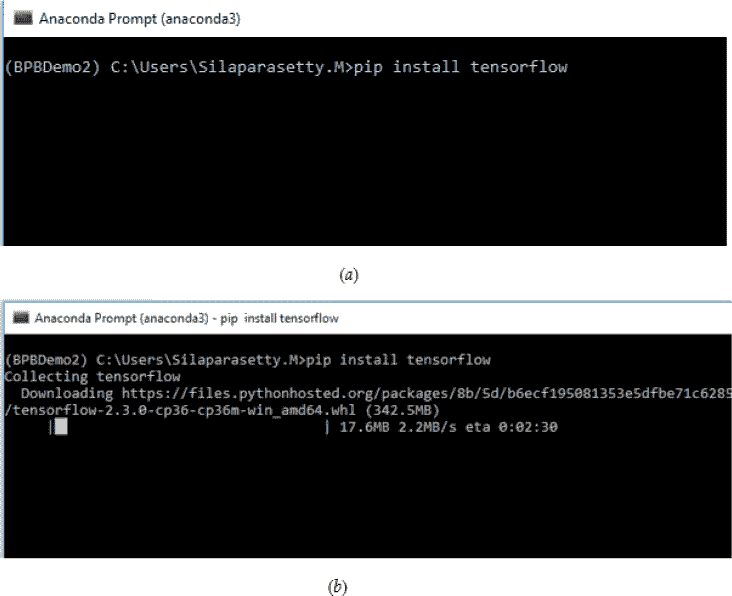 Anaconda Prompt (anaconda3)
(BPBDemo2) C:\Users\Silaparasetty.M>pip install tensorflow
(a)
Anaconda Prompt (anaconda3) - pip install tensorflow
(BPBDemo2) C:\Users\Silaparasetty.M>pip install tensorflow
Collecting tensorflow
Downloading https://files.pythonhosted.org/packages/8b/5d/b6ecf195081353e5dfbe71c6285
/tensorflow-2.3.0-cp36-cp36m-win_amd64.whl (342.5MB)
| | 17.6MB 2.2MB/s eta 0:02:30
(b)